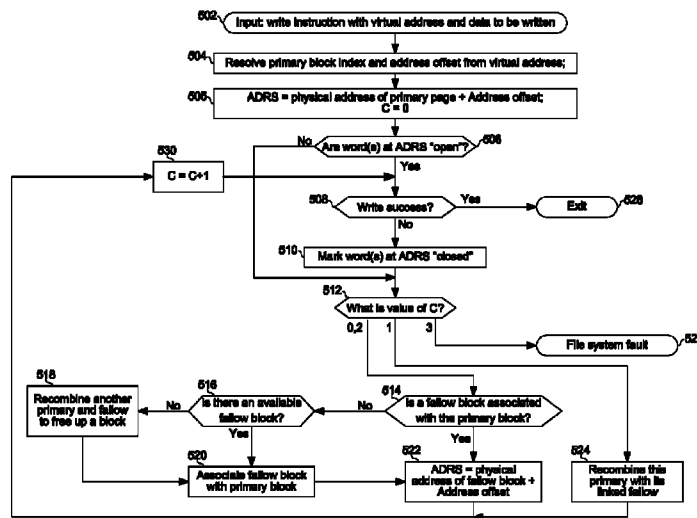 502
Input: write instruction with virtual address and data to be written
504
Resolve primary block index and address offset from virtual address;
505
ADRS = physical address of primary page + Address offset;
C = 0
506
Are word(s) at ADRS "open"?
No
Yes
530
C = C+1
508
Write success?
Yes
526
Exit
No
510
Mark word(s) at ADRS "closed"
512
What is value of C?
0,2 1 3
52
File system fault
518
Recombine another
primary and fallow
to free up a block
516
Is there an available
fallow block?
No
Yes
514
Is a fallow block associated
with the primary block?
No
Yes
520
Associate fallow block
with primary block
522
ADRS = physical
address of fallow block +
Address offset
524
Recombine this
primary with its
linked fallow